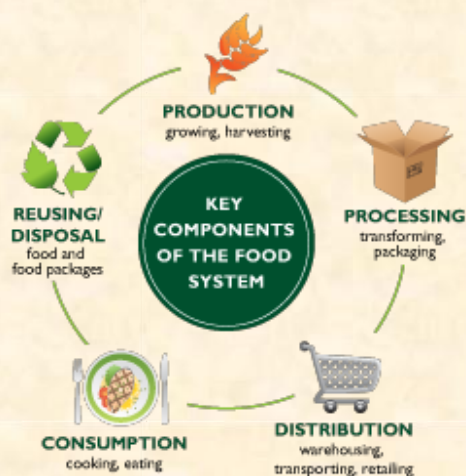 PRODUCTION
growing, harvesting
PROCESSING
transforming,
packaging
DISTRIBUTION
warehousing,
transporting, retailing
CONSUMPTION
cooking, eating
REUSING/
DISPOSAL
food and
food packages
KEY
COMPONENTS
OF THE FOOD
SYSTEM